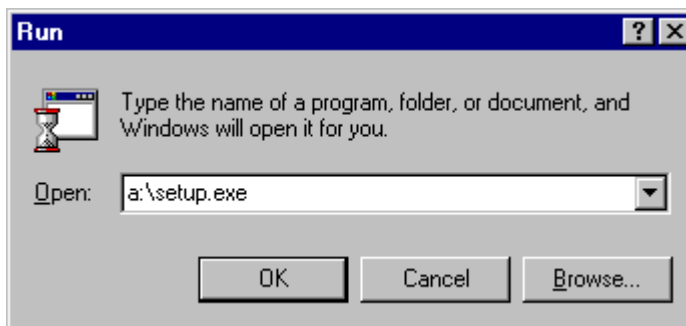 Run
Type the name of a program, folder, or document, and
Windows will open it for you.
Open: a:\setup.exe
OK Cancel Browse...